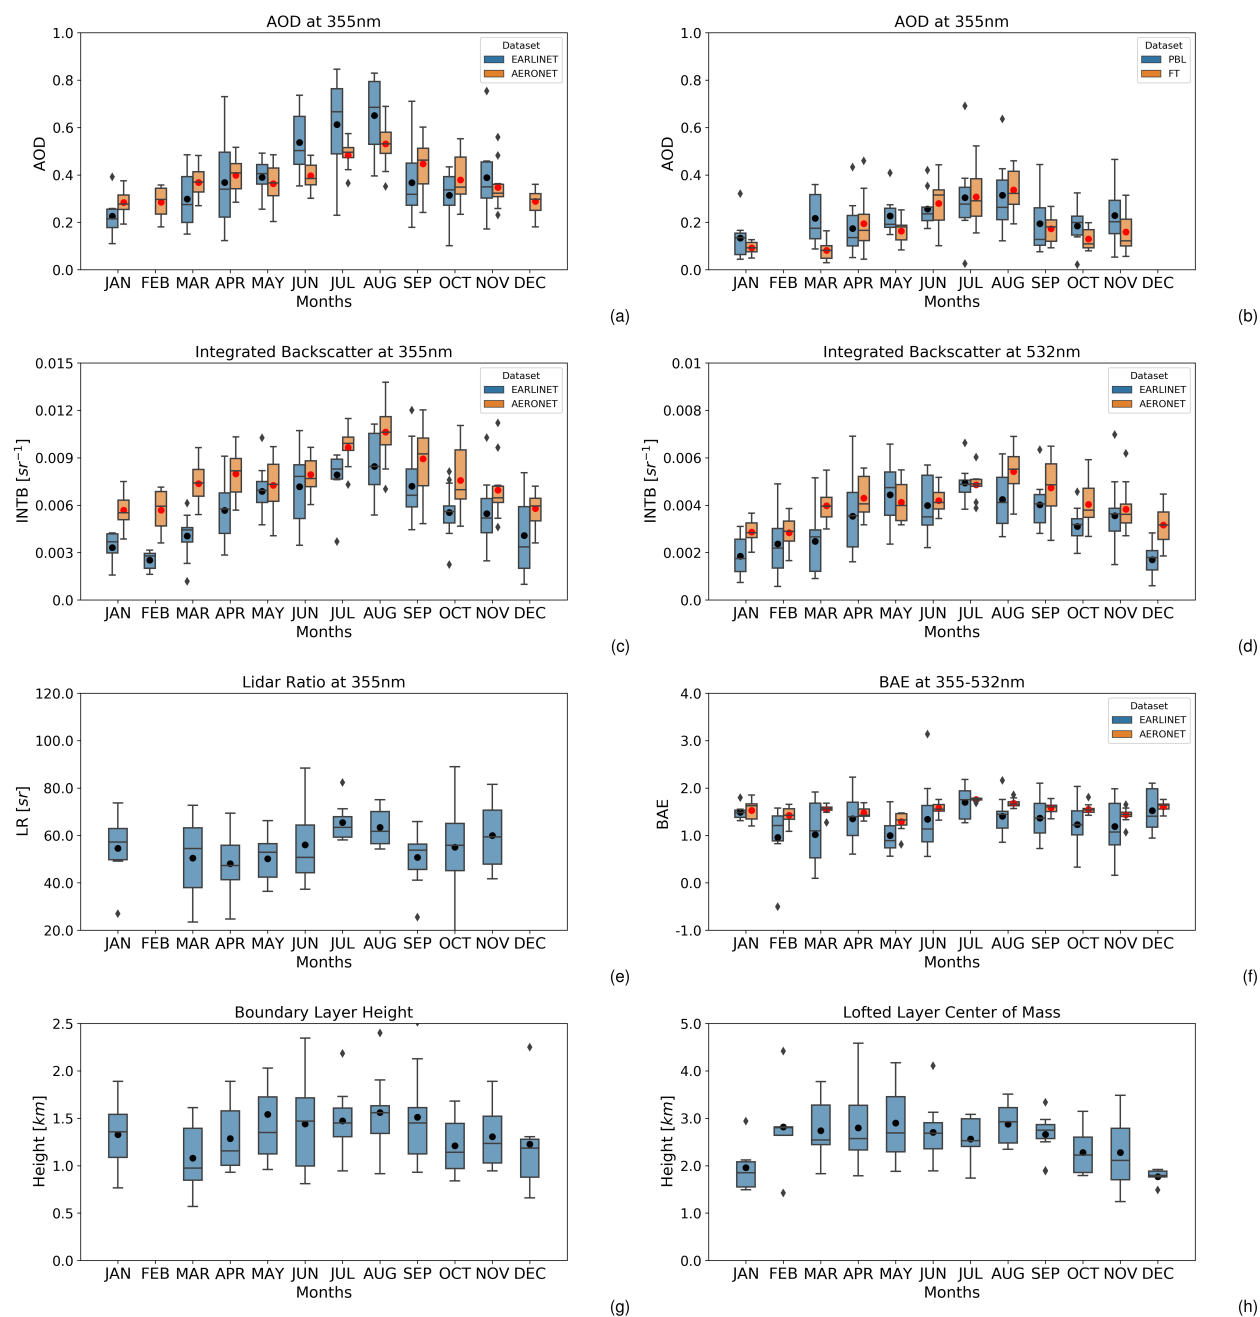 AOD at 355nm
1.0
0.8
0.6
0.4
0.2
0.0
AOD
Dataset
EARLINET
AERONET
JAN FEB MAR APR MAY JUN JUL AUG SEP OCT NOV DEC
Months
(a)
AOD at 355nm
1.0
0.8
0.6
0.4
0.2
0.0
AOD
Dataset
PBL
FT
JAN FEB MAR APR MAY JUN JUL AUG SEP OCT NOV DEC
Months
(b)
Integrated Backscatter at 355nm
0.015
0.012
0.009
0.006
0.003
0.0
INTB [sr⁻¹]
Dataset
EARLINET
AERONET
JAN FEB MAR APR MAY JUN JUL AUG SEP OCT NOV DEC
Months
(c)
Integrated Backscatter at 532nm
0.01
0.008
0.006
0.004
0.002
0.0
INTB [sr⁻¹]
Dataset
EARLINET
AERONET
JAN FEB MAR APR MAY JUN JUL AUG SEP OCT NOV DEC
Months
(d)
Lidar Ratio at 355nm
120.0
100.0
80.0
60.0
40.0
20.0
LR [sr]
JAN FEB MAR APR MAY JUN JUL AUG SEP OCT NOV DEC
Months
(e)
BAE at 355-532nm
4.0
3.0
2.0
1.0
0.0
-1.0
BAE
Dataset
EARLINET
AERONET
JAN FEB MAR APR MAY JUN JUL AUG SEP OCT NOV DEC
Months
(f)
Boundary Layer Height
2.5
2.0
1.5
1.0
0.5
0.0
Height [km]
JAN FEB MAR APR MAY JUN JUL AUG SEP OCT NOV DEC
Months
(g)
Lofted Layer Center of Mass
5.0
4.0
3.0
2.0
1.0
0.0
Height [km]
JAN FEB MAR APR MAY JUN JUL AUG SEP OCT NOV DEC
Months
(h)